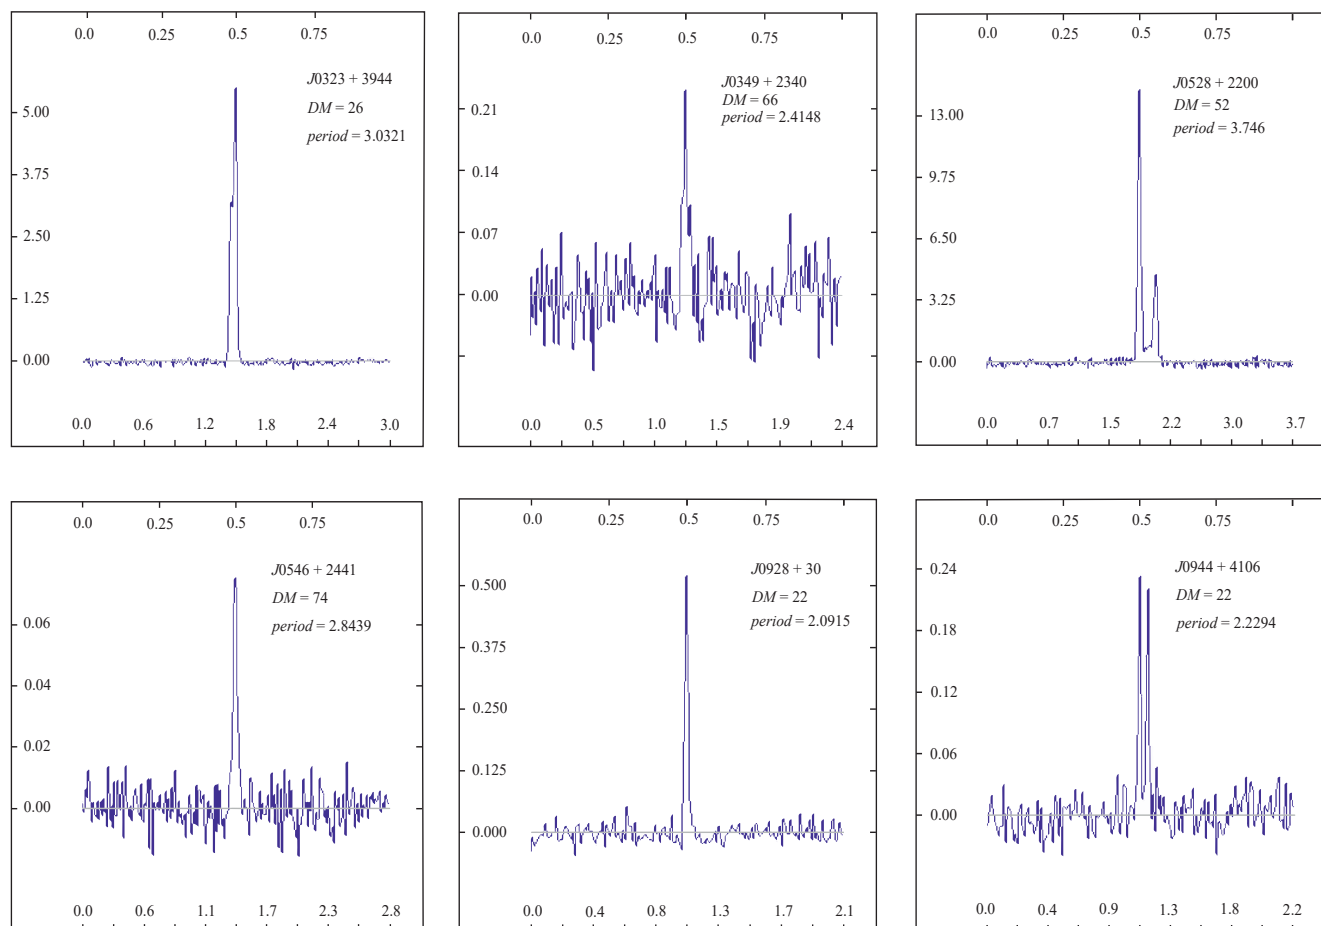 0.0 0.25 0.5 0.75
J0323 + 3944
DM = 26
period = 3.0321
5.00
3.75
2.50
1.25
0.00
0.0 0.6 1.2 1.8 2.4 3.0
0.0 0.25 0.5 0.75
J0349 + 2340
DM = 66
period = 2.4148
0.21
0.14
0.07
0.00
0.0 0.5 1.0 1.5 1.9 2.4
0.0 0.25 0.5 0.75
J0528 + 2200
DM = 52
period = 3.746
13.00
9.75
6.50
3.25
0.00
0.0 0.7 1.5 2.2 3.0 3.7
0.0 0.25 0.5 0.75
J0546 + 2441
DM = 74
period = 2.8439
0.06
0.04
0.02
0.00
0.0 0.6 1.1 1.7 2.3 2.8
0.0 0.25 0.5 0.75
J0928 + 30
DM = 22
period = 2.0915
0.500
0.375
0.250
0.125
0.000
0.0 0.4 0.8 1.3 1.7 2.1
0.0 0.25 0.5 0.75
J0944 + 4106
DM = 22
period = 2.2294
0.24
0.18
0.12
0.06
0.00
0.0 0.4 0.9 1.3 1.8 2.2